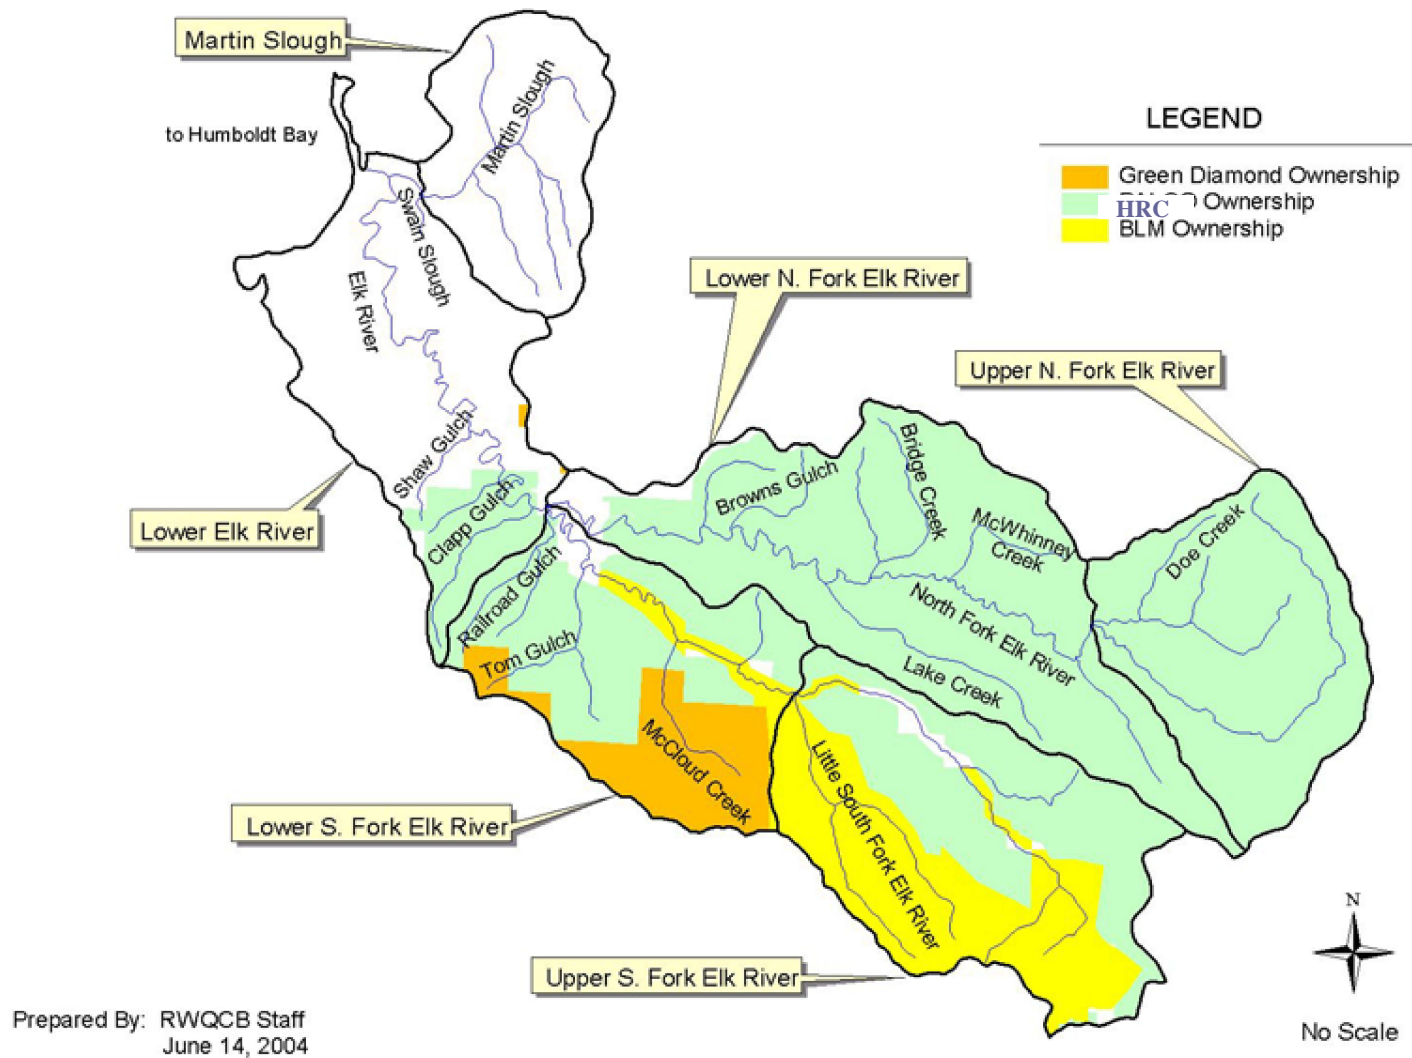 Martin Slough
to Humboldt Bay
Martin Slough
Swain Slough
Elk River
LEGEND
Green Diamond Ownership
HRC Ownership
BLM Ownership
Lower N. Fork Elk River
Upper N. Fork Elk River
Shaw Gulch
Clapp Gulch
Lower Elk River
Browns Gulch
Bridge Creek
McWhinney
Creek
Doe Creek
Railroad Gulch
Tom Gulch
North Fork Elk River
Lake Creek
McCloud Creek
Little South Fork Elk River
Lower S. Fork Elk River
Upper S. Fork Elk River
N
No Scale
Prepared By: RWQCB Staff
June 14, 2004